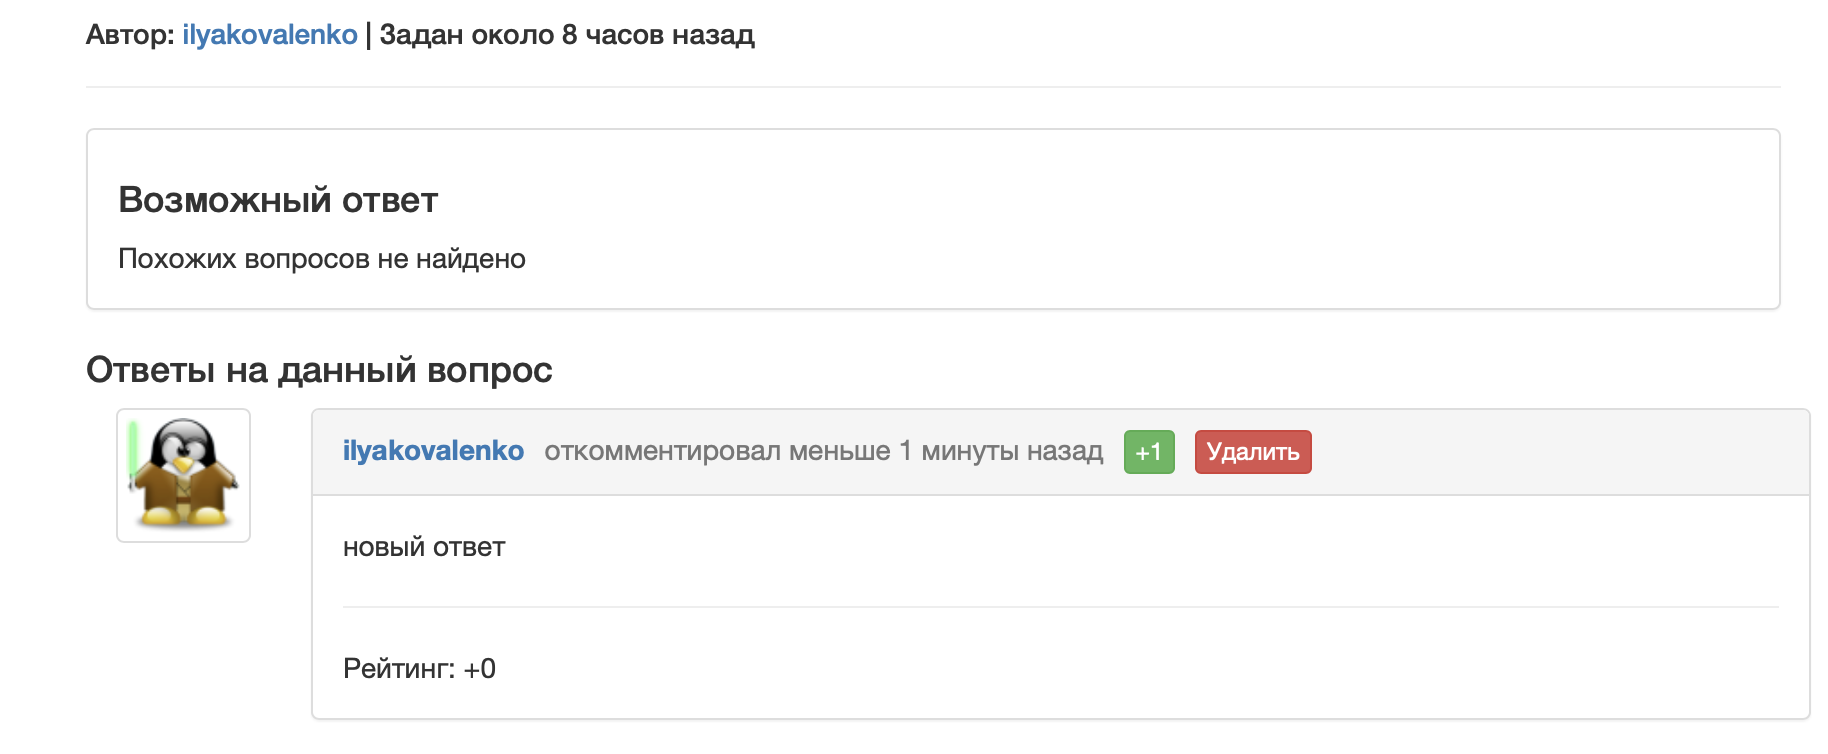 Автор: ilyakovalenko | Задан около 8 часов назад
Возможный ответ
Похожих вопросов не найдено
Ответы на данный вопрос
ilyakovalenko откомментировал меньше 1 минуты назад +1 Удалить
новый ответ
Рейтинг: +0